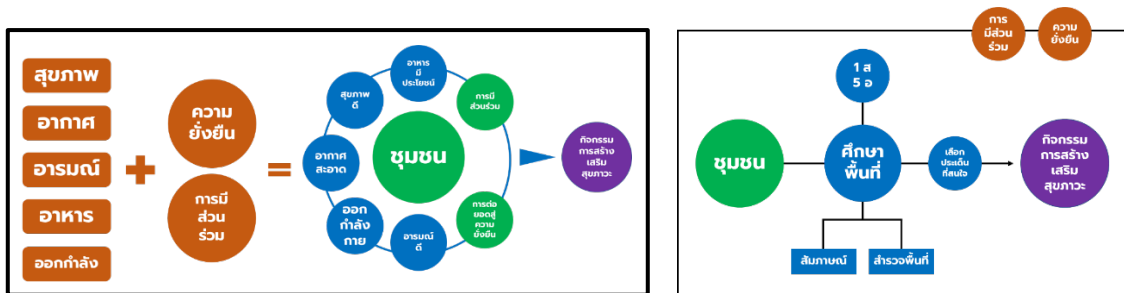 สุขภาพ
อากาศ
อารมณ์
อาหาร
ออกกำลัง
+
ความ
ยั่งยืน
การมี
ส่วน
ร่วม
=
อาหาร
มี
ประโยชน์
การมี
ส่วนร่วม
การต่อ
ยอดสู่
ความ
ยั่งยืน
อารมณ์
ดี
ออก
กำลัง
กาย
อากาศ
สะอาด
สุขภาพ
ดี
ชุมชน
กิจกรรม
การสร้าง
เสริม
สุขภาวะ
การ
มีส่วน
ร่วม
ความ
ยั่งยืน
1 ส
5 อ
ชุมชน
ศึกษา
พื้นที่
เลือก
ประเด็น
ที่สนใจ
กิจกรรม
การสร้าง
เสริม
สุขภาวะ
สัมภาษณ์
สำรวจพื้นที่